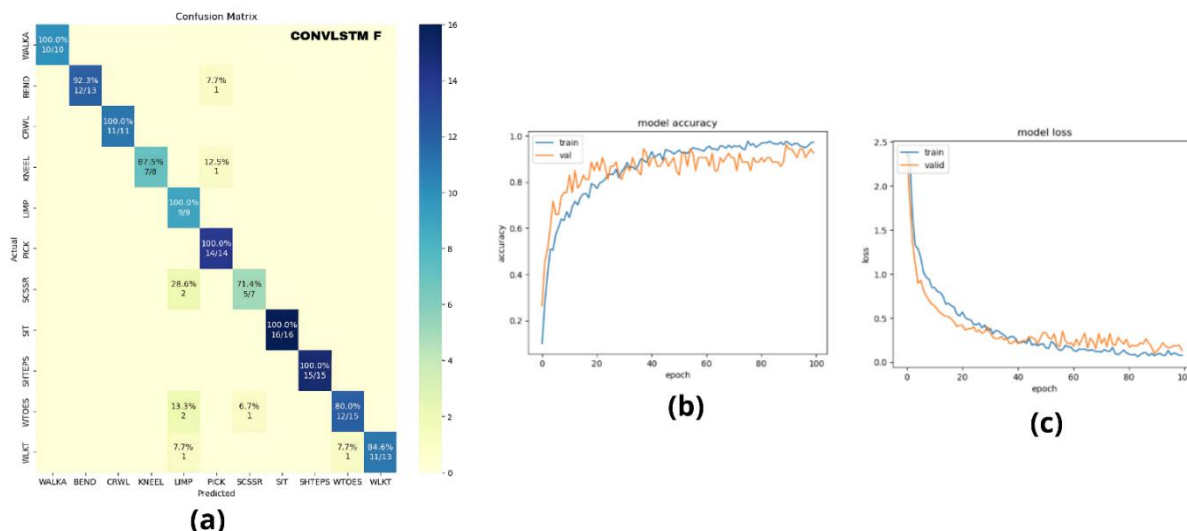 Confusion Matrix
CONVLSTM F
WALKA
100.0%
10/10
BEND
92.3%
12/13
7.7%
1
CRWL
100.0%
11/11
KNEEL
87.5%
7/8
12.5%
1
LIMP
100.0%
9/9
Actual
PICK
100.0%
14/14
SCSSR
28.6%
2
71.4%
5/7
SIT
100.0%
16/16
SHTEPS
100.0%
15/15
WTOES
13.3%
2
6.7%
1
80.0%
12/15
WLKT
7.7%
1
7.7%
1
84.6%
11/13
WALKA BEND CRWL KNEEL LIMP PICK SCSSR SIT SHTEPS WTOES WLKT
Predicted
16
14
12
10
8
6
4
2
0
(a)
model accuracy
train
val
1.0
0.8
0.6
0.4
0.2
accuracy
0 20 40 60 80 100
epoch
(b)
model loss
train
valid
2.5
2.0
1.5
1.0
0.5
0.0
loss
0 20 40 60 80 100
epoch
(c)